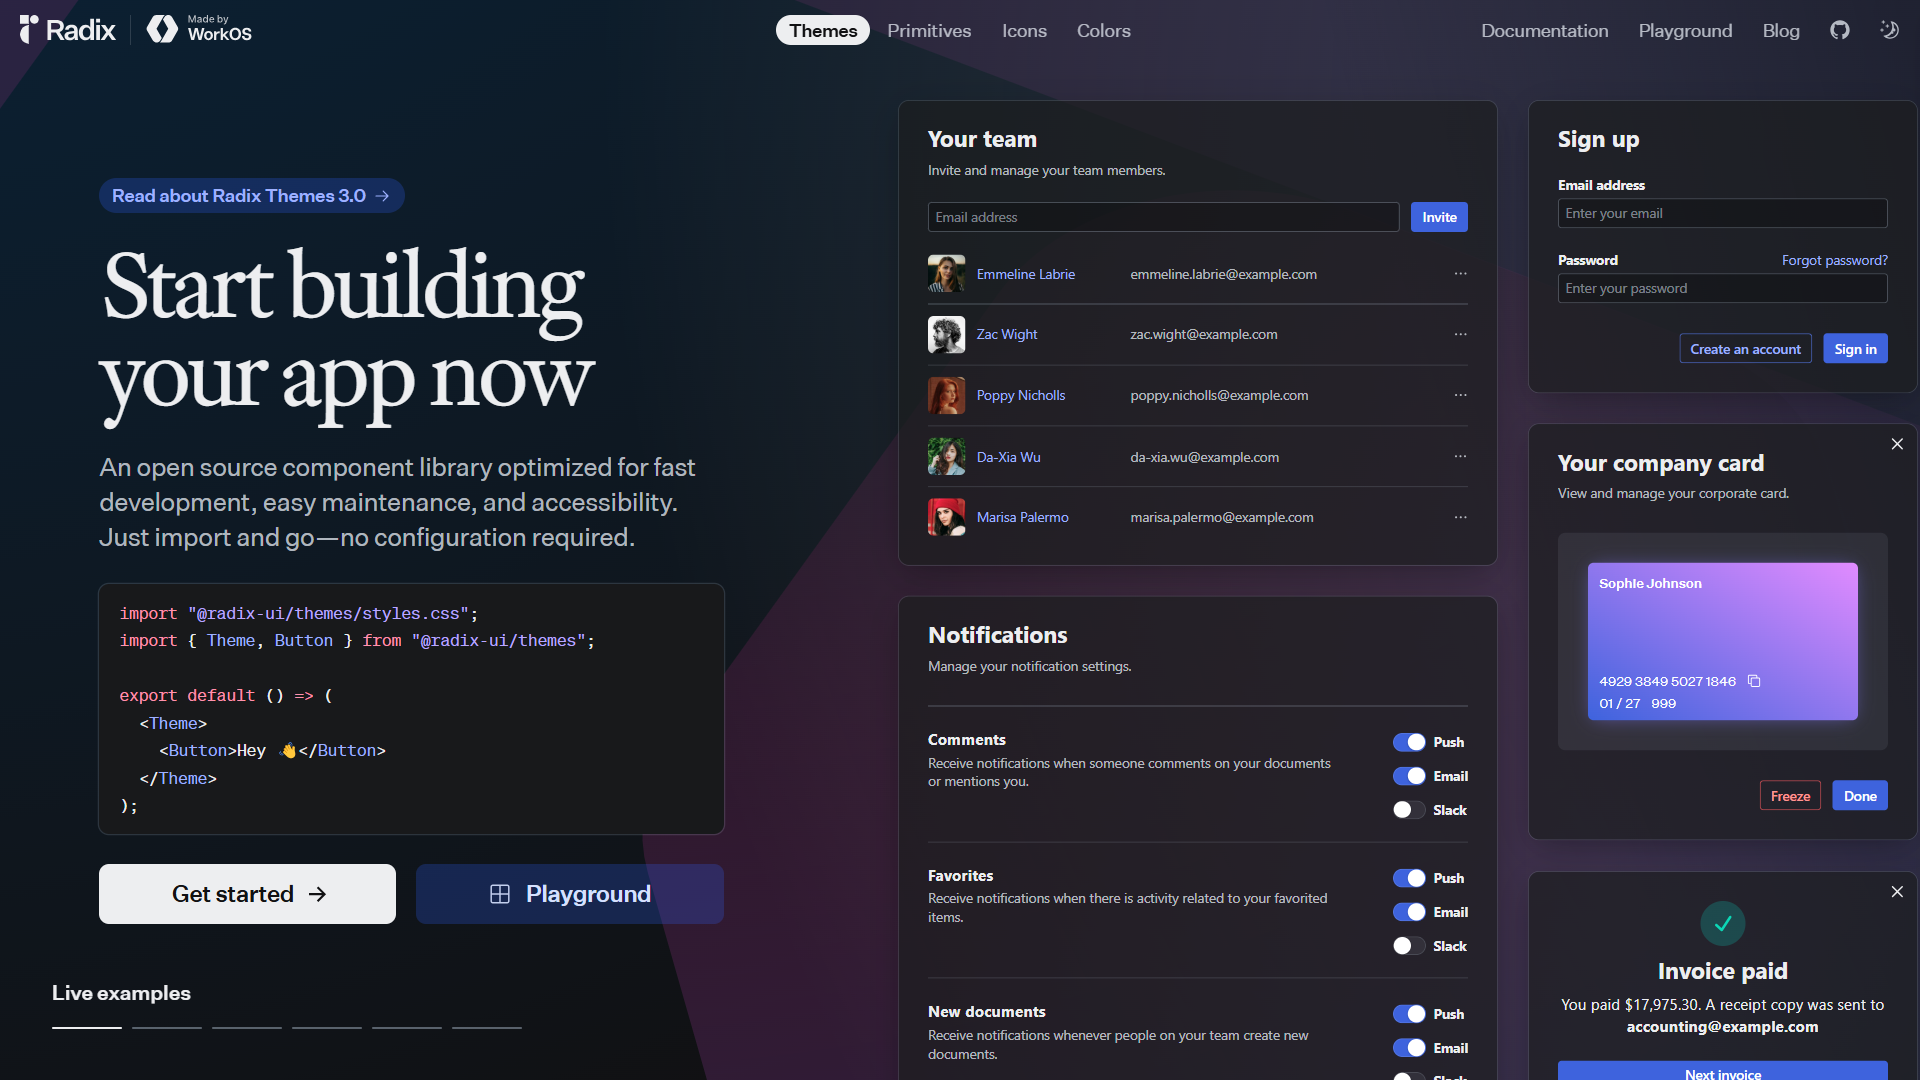 Radix
Made by
WorkOS
Themes
Primitives
Icons
Colors
Documentation
Playground
Blog
Read about Radix Themes 3.0 →
Start building
your app now
An open source component library optimized for fast
development, easy maintenance, and accessibility.
Just import and go—no configuration required.
import "@radix-ui/themes/styles.css";
import { Theme, Button } from "@radix-ui/themes";
export default () => (
<Theme>
<Button>Hey 👋</Button>
</Theme>
);
Get started →
Playground
Live examples
Your team
Invite and manage your team members.
Email address
Invite
Emmeline Labrie emmeline.labrie@example.com ···
Zac Wight zac.wight@example.com ···
Poppy Nicholls poppy.nicholls@example.com ···
Da-Xia Wu da-xia.wu@example.com ···
Marisa Palermo marisa.palermo@example.com ···
Notifications
Manage your notification settings.
Comments
Receive notifications when someone comments on your documents
or mentions you.
Push
Email
Slack
Favorites
Receive notifications when there is activity related to your favorited
items.
Push
Email
Slack
New documents
Receive notifications whenever people on your team create new
documents.
Push
Email
Slack
Sign up
Email address
Enter your email
Password
Forgot password?
Enter your password
Create an account
Sign in
Your company card
View and manage your corporate card.
Sophie Johnson
4929 3849 5027 1846
01 / 27 999
Freeze
Done
Invoice paid
You paid $17,975.30. A receipt copy was sent to
accounting@example.com
Next invoice